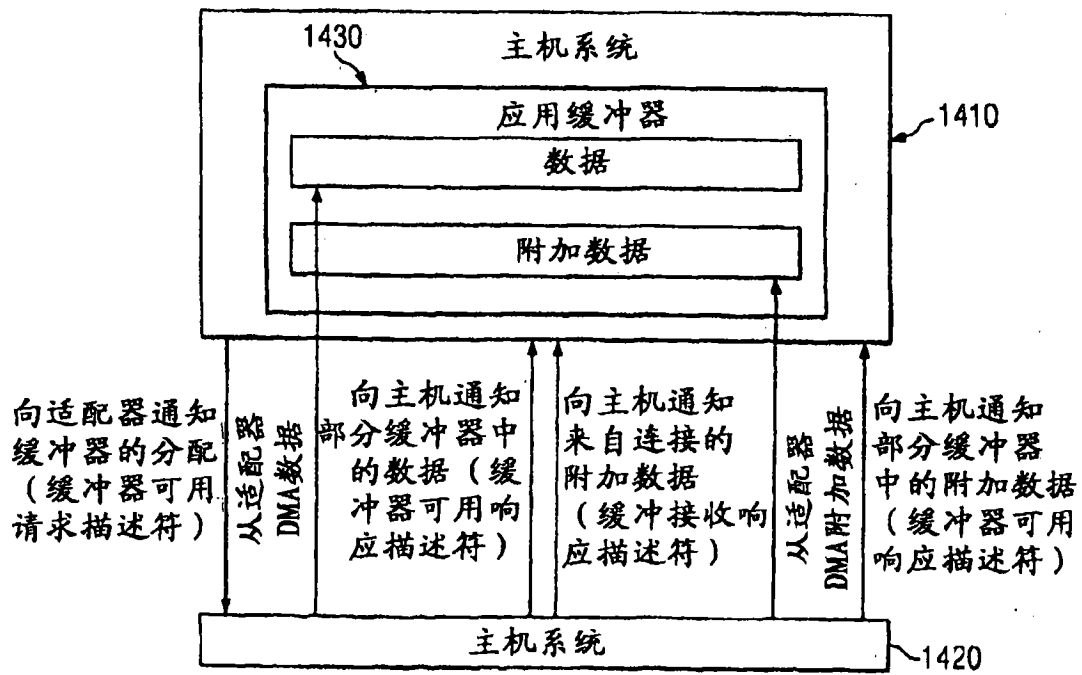 1430
主机系统
应用缓冲器
1410
数据
附加数据
向适配器通知
缓冲器的分配
（缓冲器可用
请求描述符）
从适配器
DMA数据
向主机通知
部分缓冲器中
的数据（缓
冲器可用响
应描述符）
向主机通知
来自连接的
附加数据
（缓冲接收响
应描述符）
从适配器
DMA附加数据
向主机通知
部分缓冲器
中的附加数据
（缓冲器可用
响应描述符）
主机系统
1420